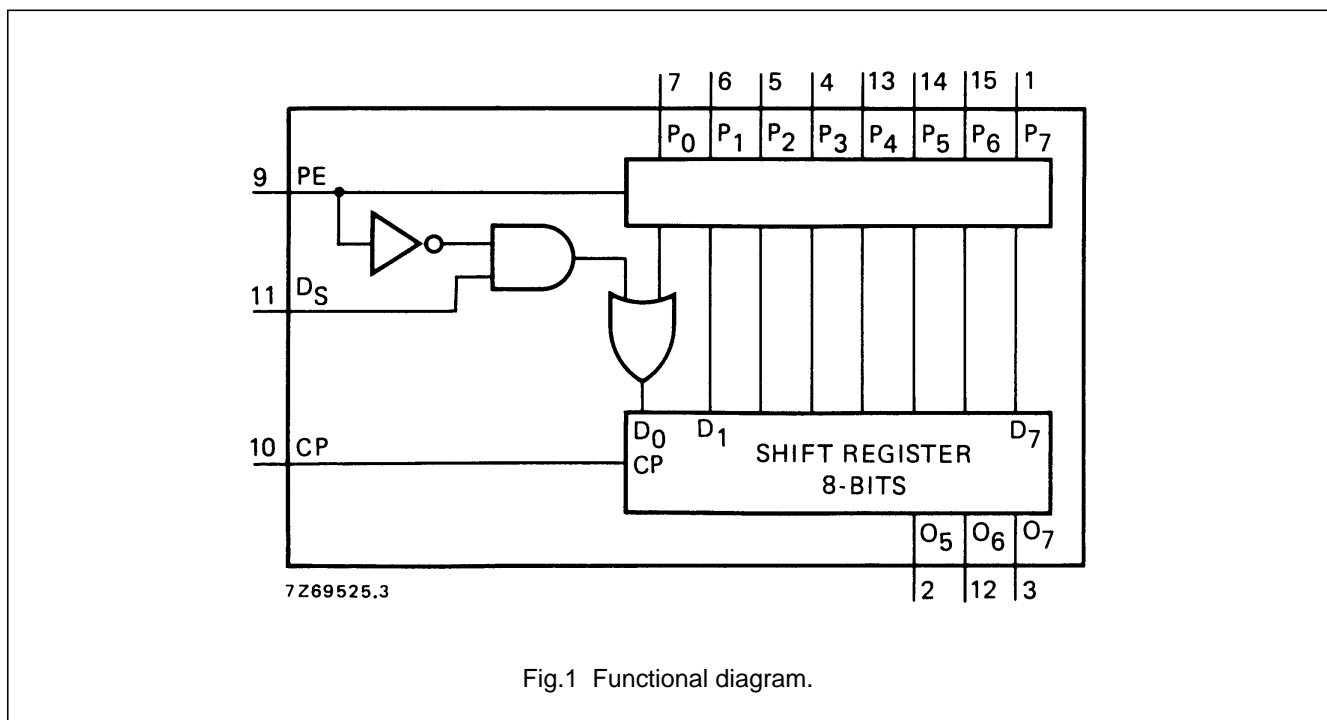 7 6 5 4 13 14 15 1
P0 P1 P2 P3 P4 P5 P6 P7
9 PE
11 DS
10 CP
D0 D1 D7
CP
SHIFT REGISTER
8-BITS
O5 O6 O7
2 12 3
7Z69525.3
Fig.1 Functional diagram.